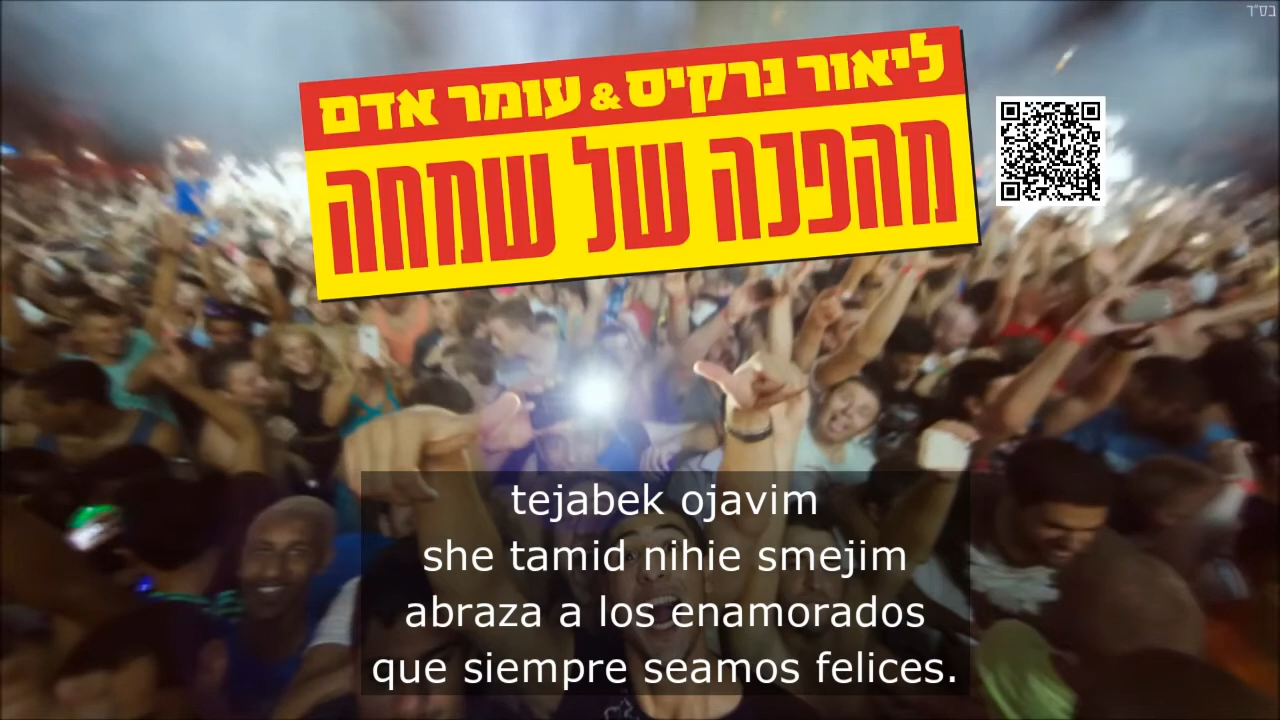 בס״ד
ליאור נרקיס & עומר אדם
מהפכה של שמחה
tejabek ojavim
she tamid nihie smejim
abraza a los enamorados
que siempre seamos felices.